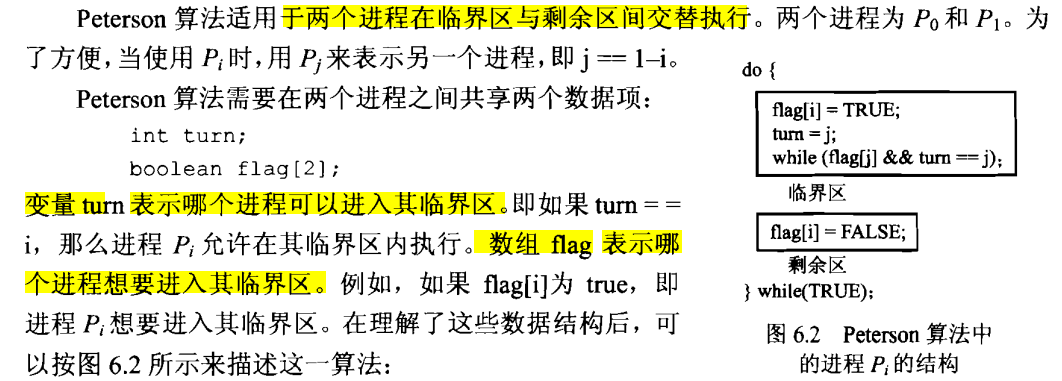 Peterson 算法适用于两个进程在临界区与剩余区间交替执行。两个进程为 P0 和 P1。为
了方便,当使用 Pi 时,用 Pj 来表示另一个进程,即 j == 1–i。
Peterson 算法需要在两个进程之间共享两个数据项：
int turn;
boolean flag[2];
变量 turn 表示哪个进程可以进入其临界区。即如果 turn = =
i，那么进程 Pi 允许在其临界区内执行。数组 flag 表示哪
个进程想要进入其临界区。例如，如果 flag[i]为 true，即
进程 Pi 想要进入其临界区。在理解了这些数据结构后，可
以按图 6.2 所示来描述这一算法：
do {
flag[i] = TRUE;
turn = j;
while (flag[j] && turn == j);
临界区
flag[i] = FALSE;
剩余区
} while(TRUE);
图 6.2 Peterson 算法中
的进程 Pi 的结构